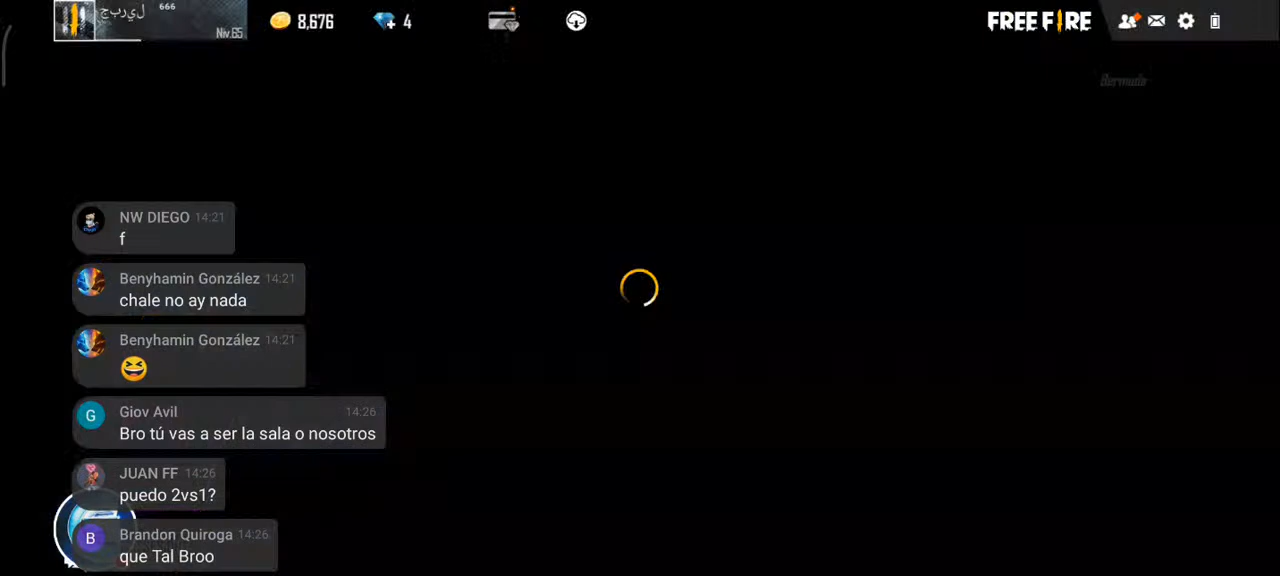 جبريل 666
Niv.65
8,676
4
FREE FIRE
Bermuda
NW DIEGO 14:21
f
Benyhamin González 14:21
chale no ay nada
Benyhamin González 14:21
😆
G
Giov Avil 14:26
Bro tú vas a ser la sala o nosotros
JUAN FF 14:26
puedo 2vs1?
B
Brandon Quiroga 14:26
que Tal Broo